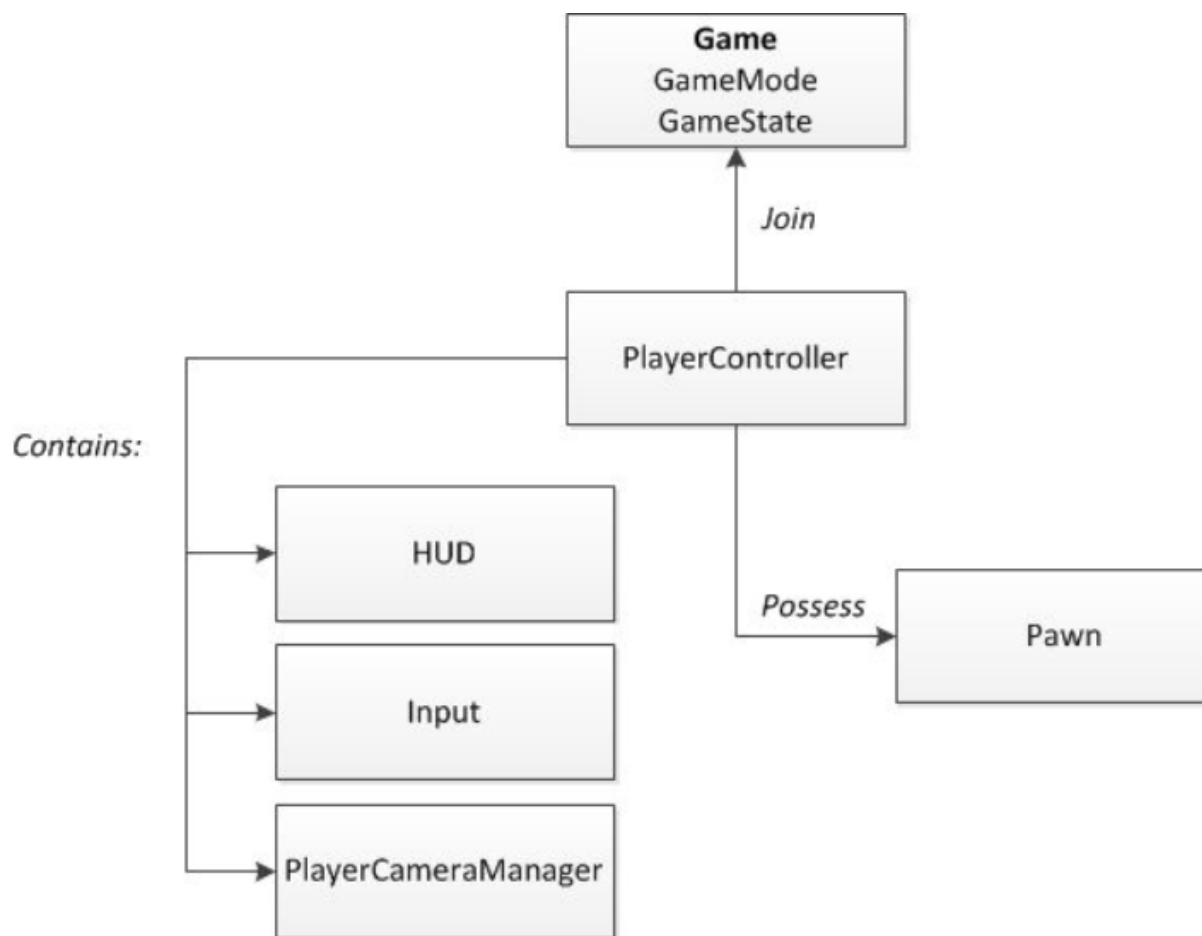 Game
GameMode
GameState
Join
PlayerController
Contains:
HUD
Possess
Pawn
Input
PlayerCameraManager